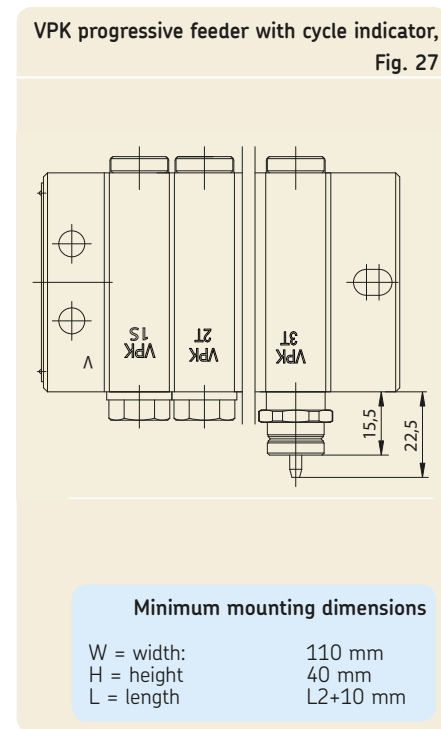 VPK progressive feeder with cycle indicator,
Fig. 27
VPK
1S
VPK
2T
VPK
3T
V
15,5
22,5
Minimum mounting dimensions
W = width: 110 mm
H = height 40 mm
L = length L2+10 mm